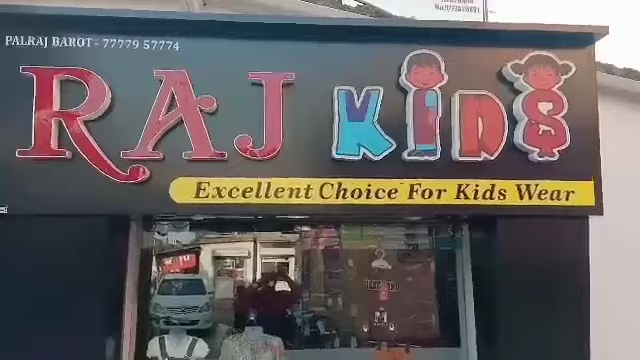 PALRAJ BAROT - 77779 57774
RAJ KIDS
Excellent Choice For Kids Wear